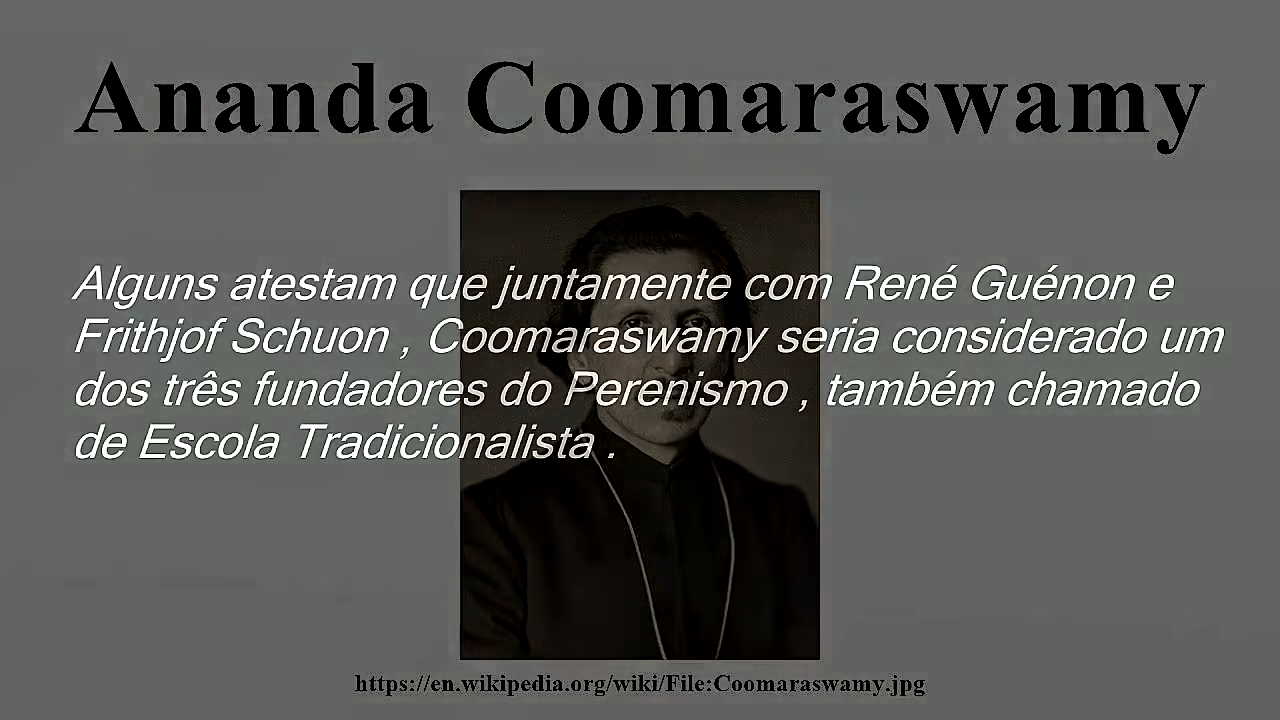 Ananda Coomaraswamy
Alguns atestam que juntamente com René Guénon e
Frithjof Schuon , Coomaraswamy seria considerado um
dos três fundadores do Perenismo , também chamado
de Escola Tradicionalista .
https://en.wikipedia.org/wiki/File:Coomaraswamy.jpg